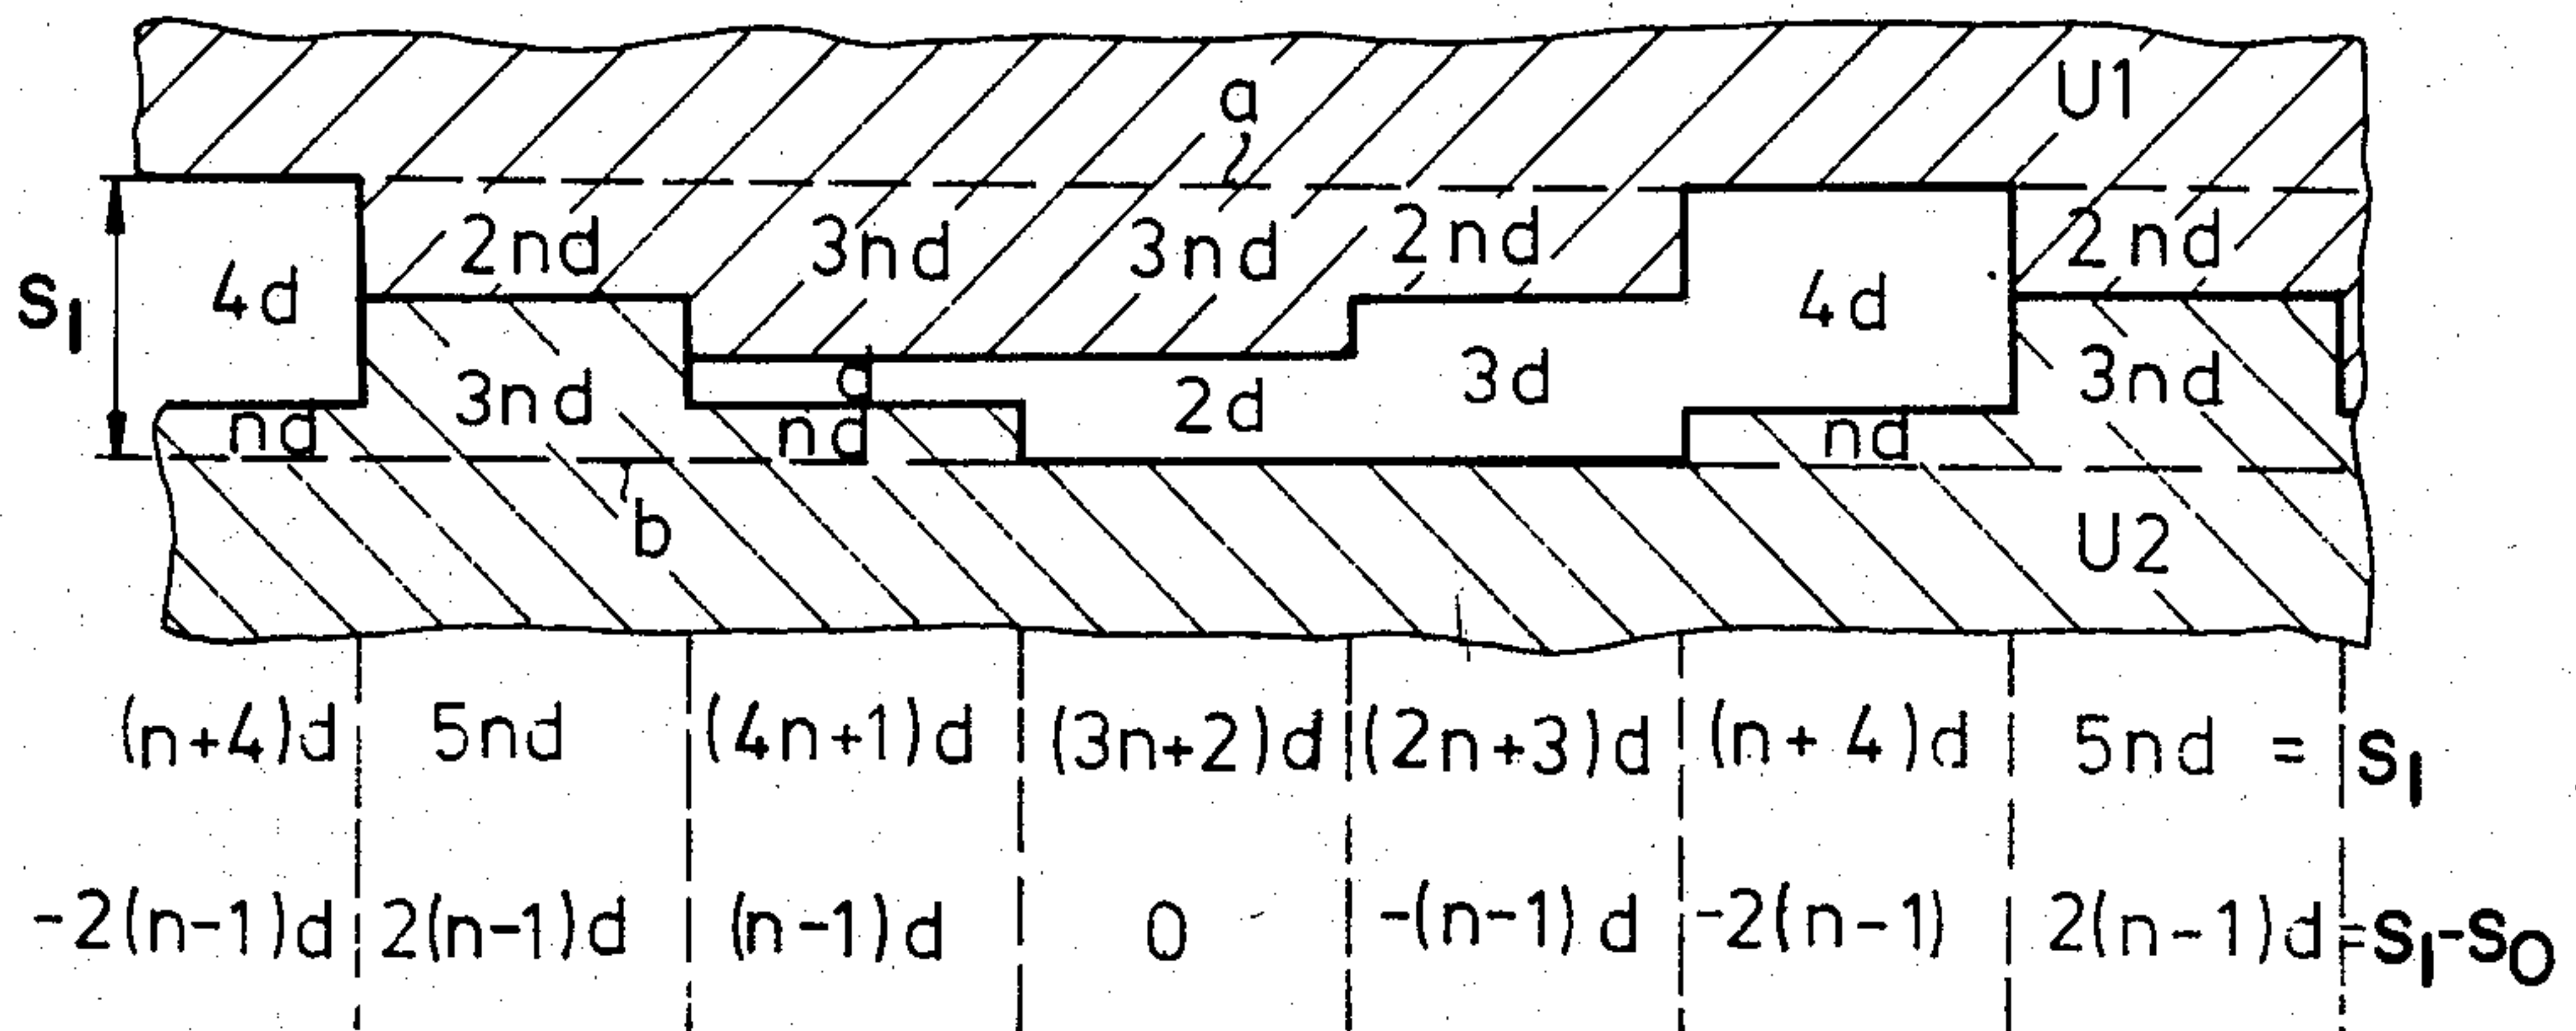 U1
a
2nd 3nd 3nd 2nd 2nd
S1 4d 4d
3nd d 2d 3d 3nd
nd nd nd
b U2
(n+4)d 5nd (4n+1)d (3n+2)d (2n+3)d (n+4)d 5nd = S1
-2(n-1)d 2(n-1)d (n-1)d 0 -(n-1)d -2(n-1) 2(n-1)d =S1-S0